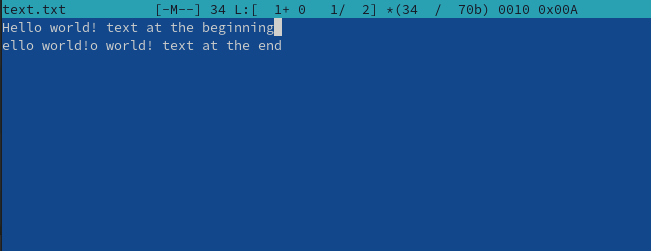 text.txt [-M--] 34 L:[ 1+ 0 1/ 2] *(34 / 70b) 0010 0x00A
Hello world! text at the beginning
ello world!o world! text at the end